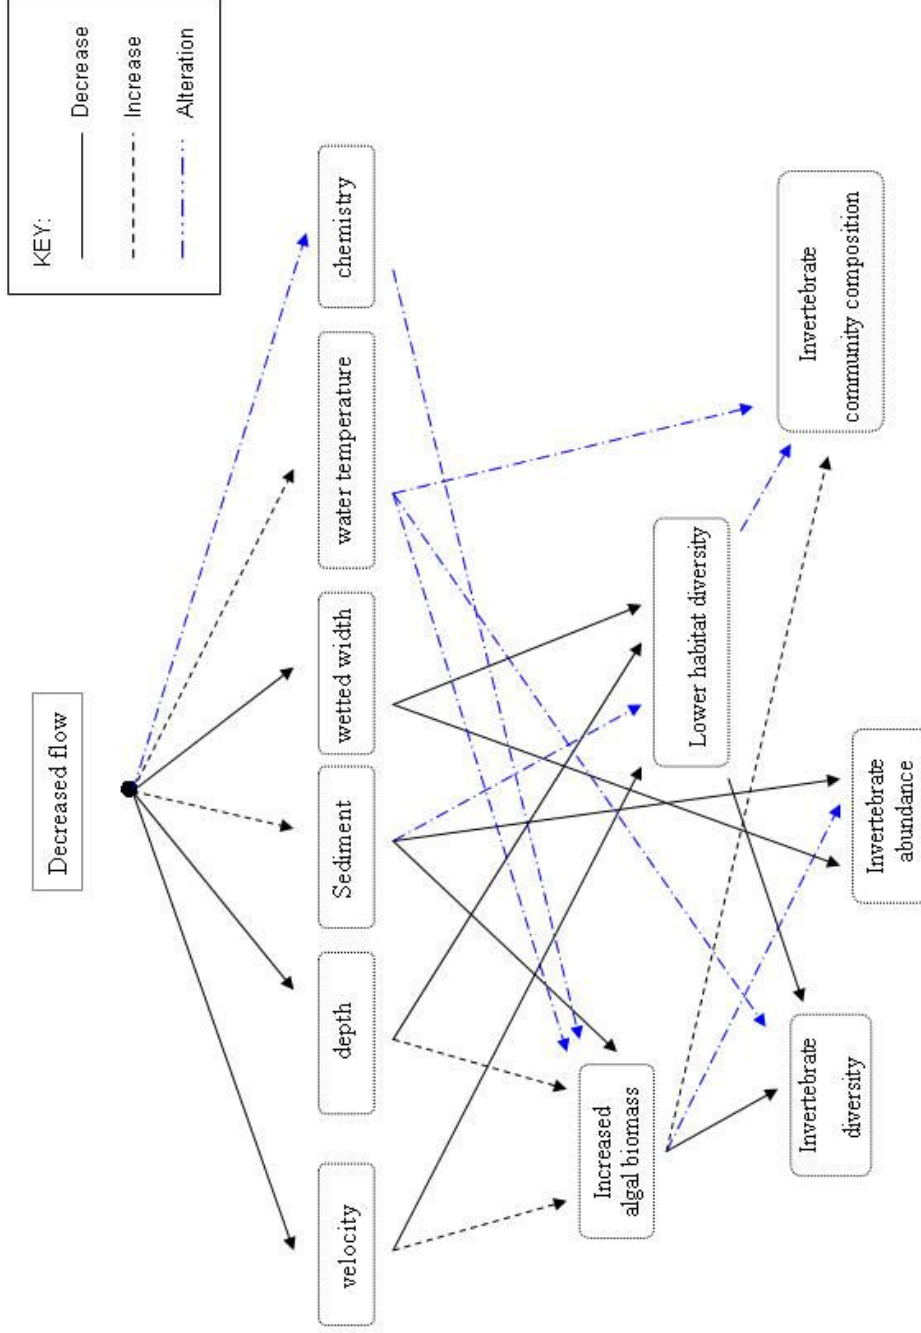 KEY:
Decrease
Increase
Alteration
Decreased flow
velocity
depth
Sediment
wetted width
water temperature
chemistry
Increased
algal biomass
Lower habitat diversity
Invertebrate
diversity
Invertebrate
abundance
Invertebrate
community composition